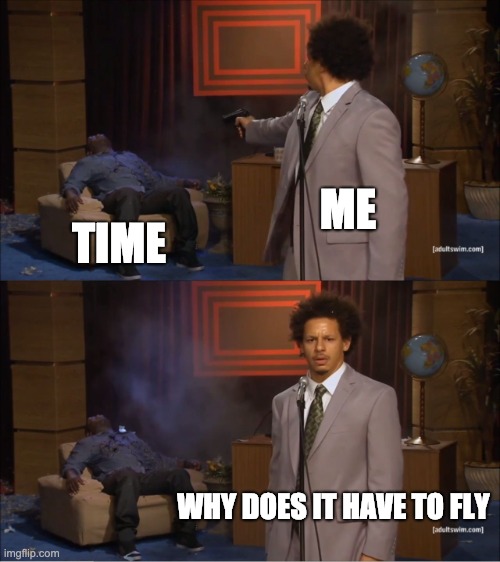 ME
TIME
[adultswim.com]
WHY DOES IT HAVE TO FLY
[adultswim.com]
imgflip.com